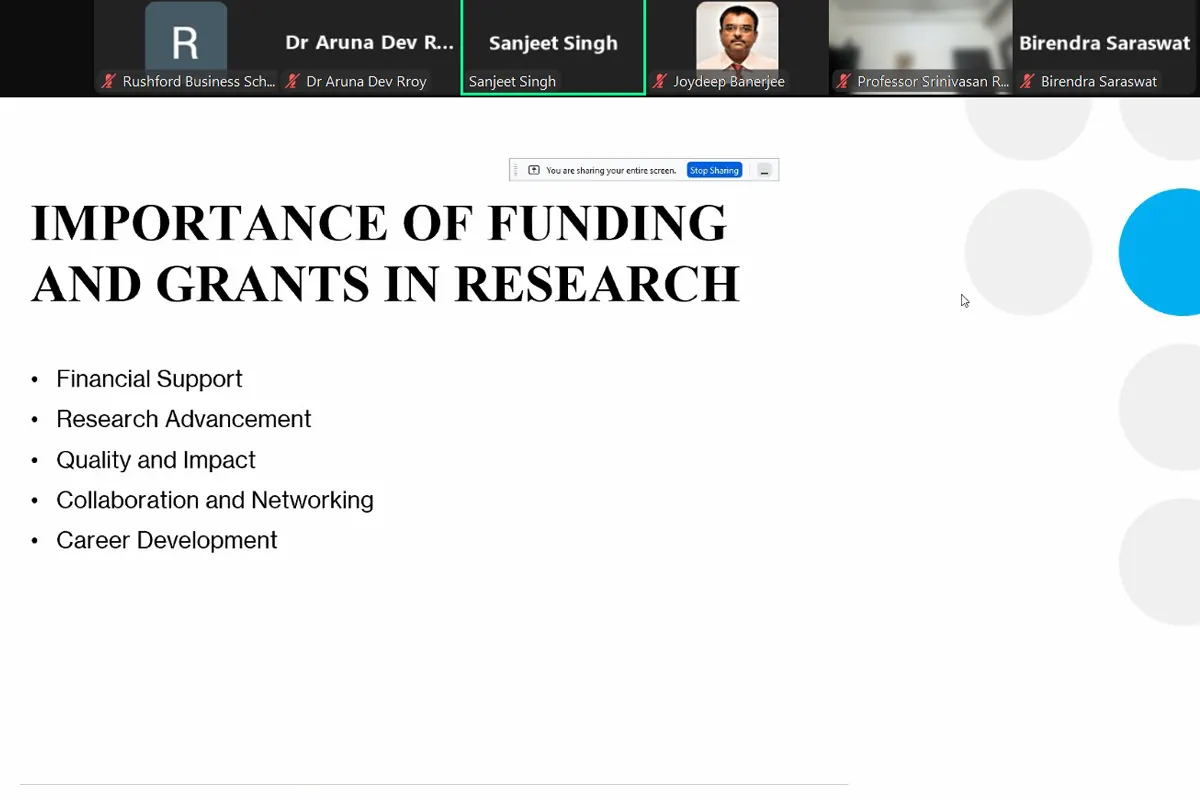 R
Rushford Business Sch...
Dr Aruna Dev R...
Dr Aruna Dev Rroy
Sanjeet Singh
Sanjeet Singh
Joydeep Banerjee
Professor Srinivasan R...
Birendra Saraswat
Birendra Saraswat
You are sharing your entire screen. Stop Sharing
IMPORTANCE OF FUNDING
AND GRANTS IN RESEARCH
• Financial Support
• Research Advancement
• Quality and Impact
• Collaboration and Networking
• Career Development